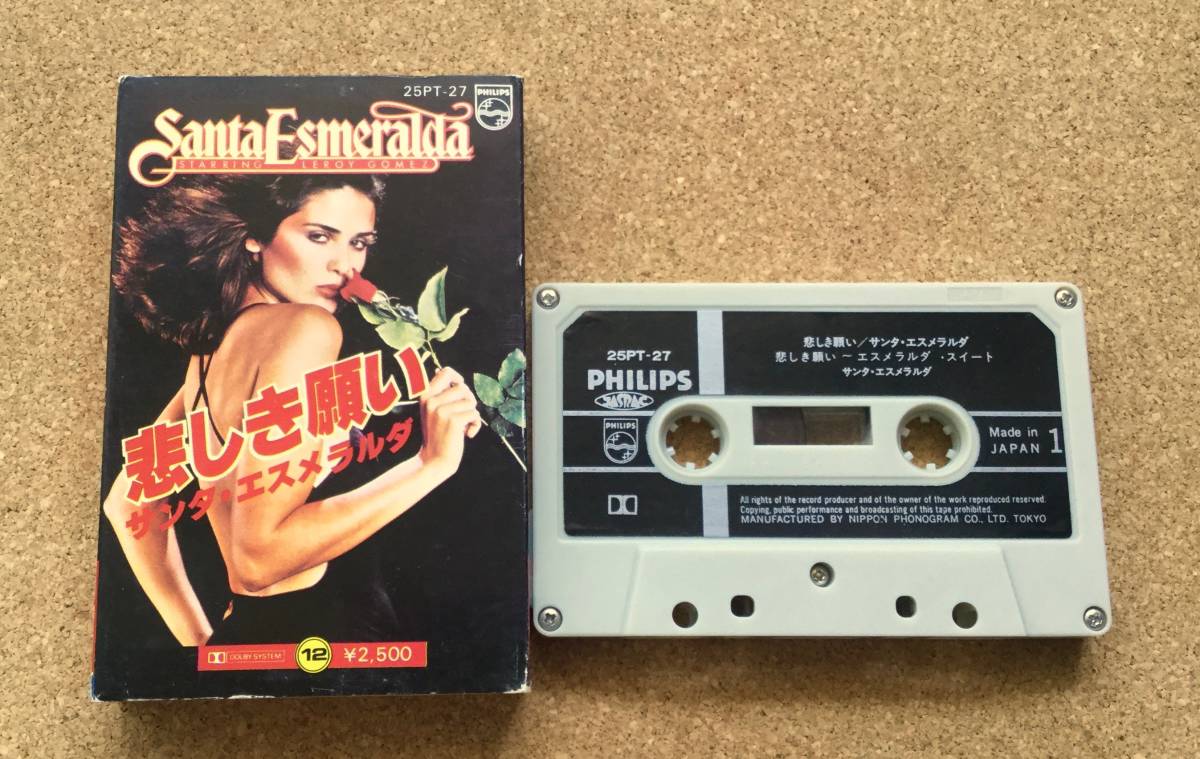 25PT-27
PHILIPS
Santa Esmeralda
STARRING LEROY GOMEZ
悲しき願い
サンタ・エスメラルダ
DOLBY SYSTEM
12
¥2,500
25PT-27
PHILIPS
JASRAC
PHILIPS
悲しき願い/サンタ・エスメラルダ
悲しき願い〜エスメラルダ・スイート
サンタ・エスメラルダ
Made in
JAPAN 1
All rights of the record producer and of the owner of the work reproduced reserved.
Copying, public performance and broadcasting of this tape prohibited.
MANUFACTURED BY NIPPON PHONOGRAM CO., LTD. TOKYO